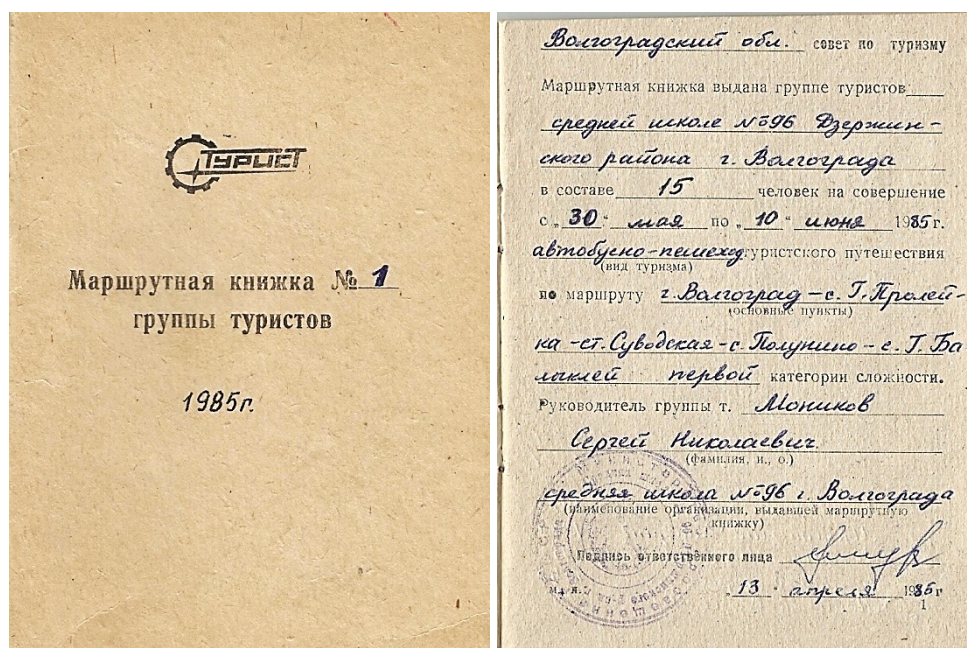 ТУРИСТ
Маршрутная книжка № 1
группы туристов
1985г.
Волгоградский обл. совет по туризму
Маршрутная книжка выдана группе туристов
средней школе №96 Дзержин-
ского района г. Волгограда
в составе 15 человек на совершение
с „30" мая по „10" июня 1985 г.
автобусно-пешеход. туристского путешествия
(вид туризма)
по маршруту г. Волгоград – с. Г. Пролей-
(основные пункты)
ка – ст. Суводская – с. Полунино – с. Г. Ба
лыклей первой категории сложности.
Руководитель группы т. Моников
Сергей Николаевич
(фамилия, и., о.)
средняя школа №96 г. Волгограда
(наименование организации, выдавшей маршрутную
книжку)
Подпись ответственного лица
„13" апреля 1985 г
1